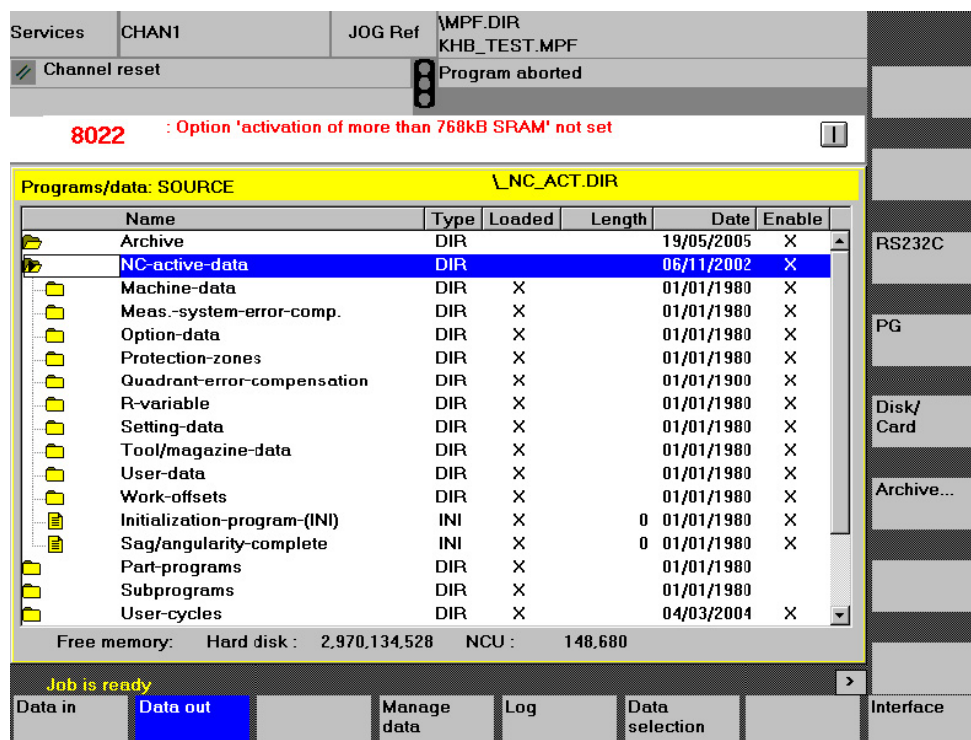 Services CHAN1 JOG Ref \MPF.DIR
KHB_TEST.MPF
Channel reset Program aborted
8022 : Option 'activation of more than 768kB SRAM' not set
Programs/data: SOURCE \_NC_ACT.DIR
Name Type Loaded Length Date Enable
Archive DIR 19/05/2005 X
NC-active-data DIR 06/11/2002 X
Machine-data DIR X 01/01/1980 X
Meas.-system-error-comp. DIR X 01/01/1980 X
Option-data DIR X 01/01/1980 X
Protection-zones DIR X 01/01/1980 X
Quadrant-error-compensation DIR X 01/01/1980 X
R-variable DIR X 01/01/1980 X
Setting-data DIR X 01/01/1980 X
Tool/magazine-data DIR X 01/01/1980 X
User-data DIR X 01/01/1980 X
Work-offsets DIR X 01/01/1980 X
Initialization-program-(INI) INI X 0 01/01/1980 X
Sag/angularity-complete INI X 0 01/01/1980 X
Part-programs DIR X 01/01/1980
Subprograms DIR X 01/01/1980
User-cycles DIR X 04/03/2004 X
Free memory: Hard disk : 2,970,134,528 NCU : 148,680
Job is ready >
RS232C
PG
Disk/
Card
Archive...
Data in Data out Manage data Log Data selection Interface